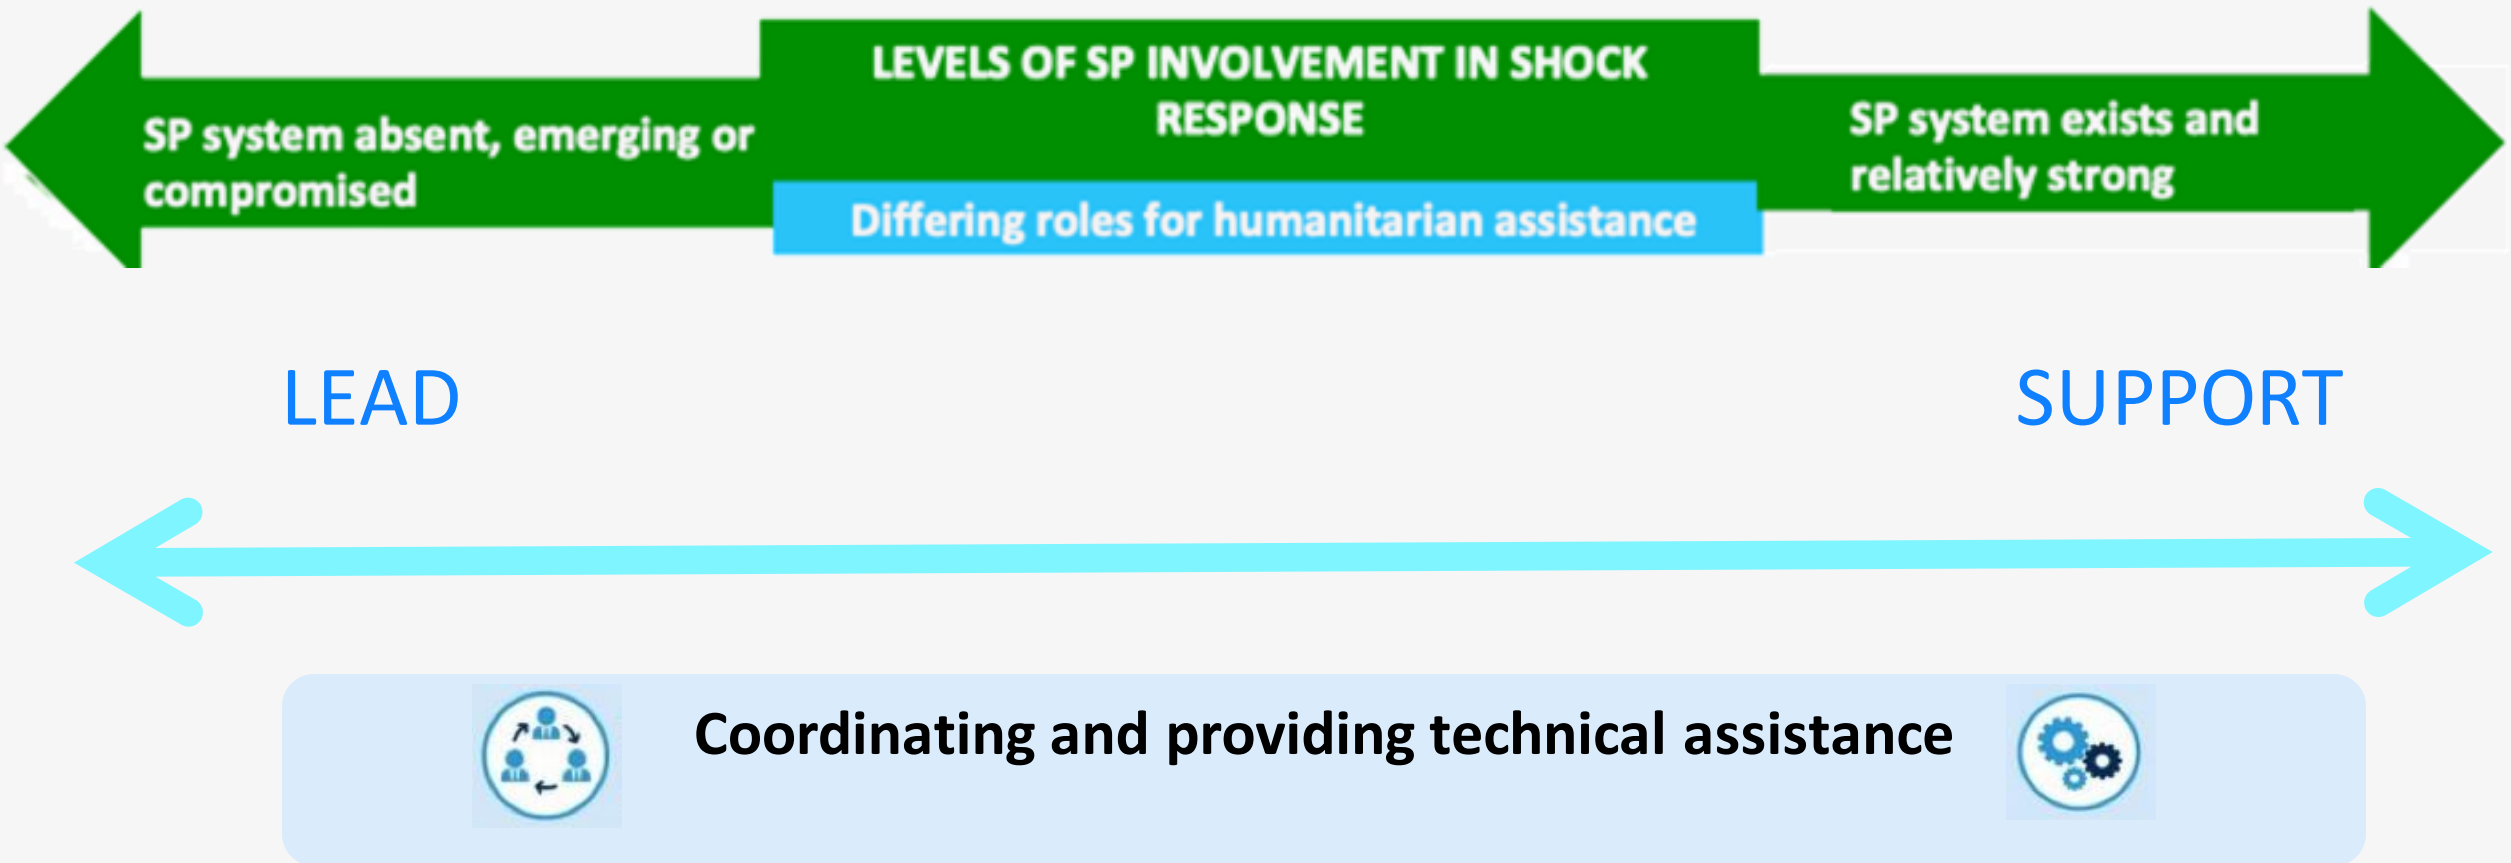 LEVELS OF SP INVOLVEMENT IN SHOCK
RESPONSE
SP system absent, emerging or
compromised
SP system exists and
relatively strong
Differing roles for humanitarian assistance
LEAD
SUPPORT
Coordinating and providing technical assistance